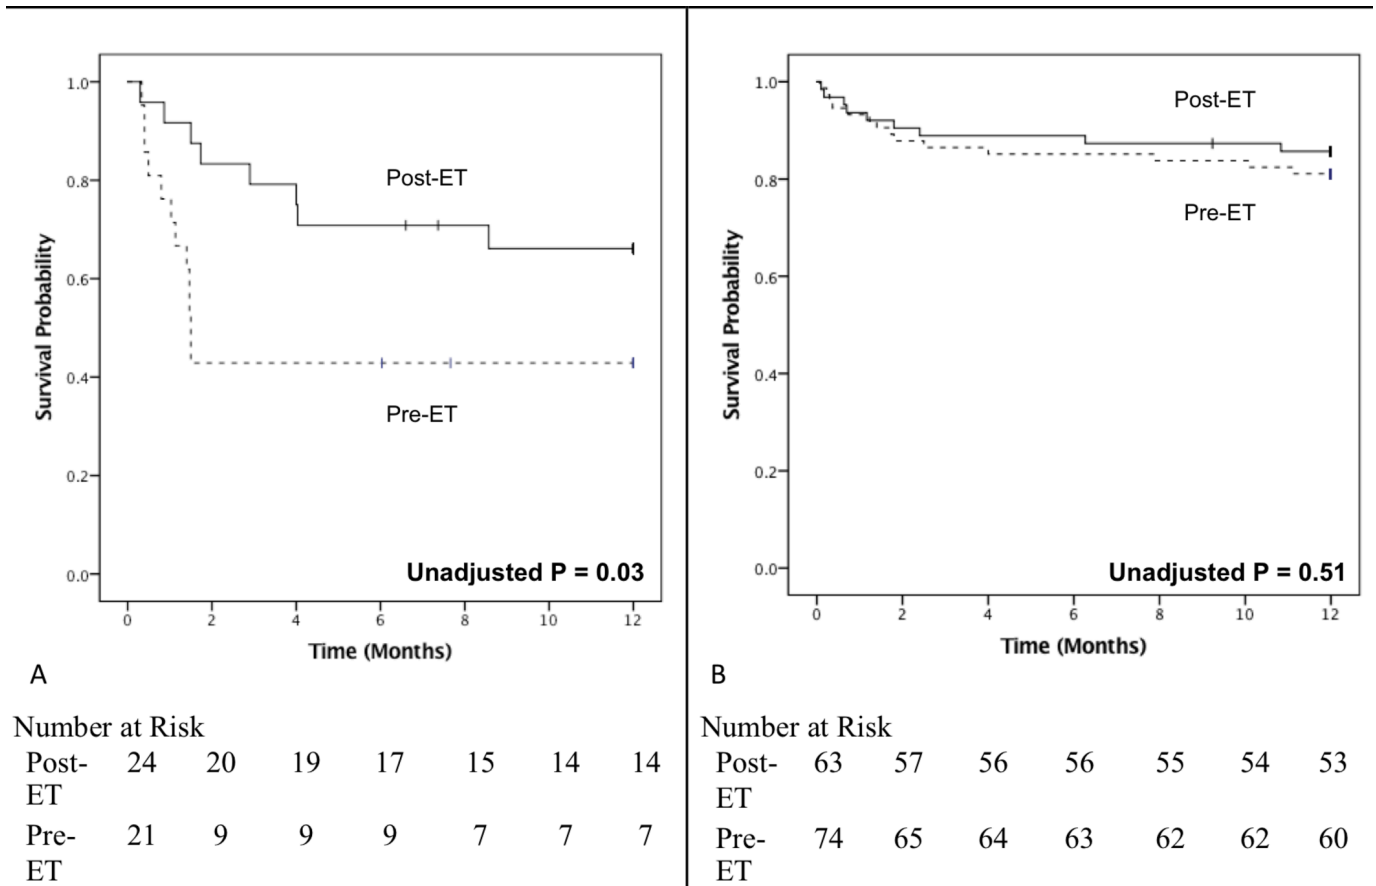 1.0
0.8
0.6
0.4
0.2
0.0
Survival Probability
Post-ET
Pre-ET
Unadjusted P = 0.03
0 2 4 6 8 10 12
Time (Months)
A
Number at Risk
Post-ET 24 20 19 17 15 14 14
Pre-ET 21 9 9 9 7 7 7
1.0
0.8
0.6
0.4
0.2
0.0
Survival Probability
Post-ET
Pre-ET
Unadjusted P = 0.51
0 2 4 6 8 10 12
Time (Months)
B
Number at Risk
Post- 63 57 56 56 55 54 53
ET
Pre- 74 65 64 63 62 62 60
ET